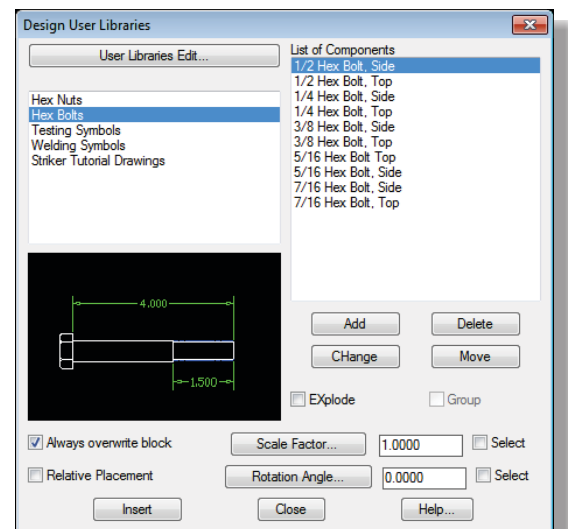 Design User Libraries
User Libraries Edit...
List of Components
Hex Nuts
Hex Bolts
Testing Symbols
Welding Symbols
Striker Tutorial Drawings
1/2 Hex Bolt, Side
1/2 Hex Bolt, Top
1/4 Hex Bolt, Side
1/4 Hex Bolt, Top
3/8 Hex Bolt, Side
3/8 Hex Bolt, Top
5/16 Hex Bolt Top
5/16 Hex Bolt, Side
7/16 Hex Bolt, Side
7/16 Hex Bolt, Top
4.000
1.500
Add Delete
CHange Move
EXplode Group
Always overwrite block Scale Factor... 1.0000 Select
Relative Placement Rotation Angle... 0.0000 Select
Insert Close Help...